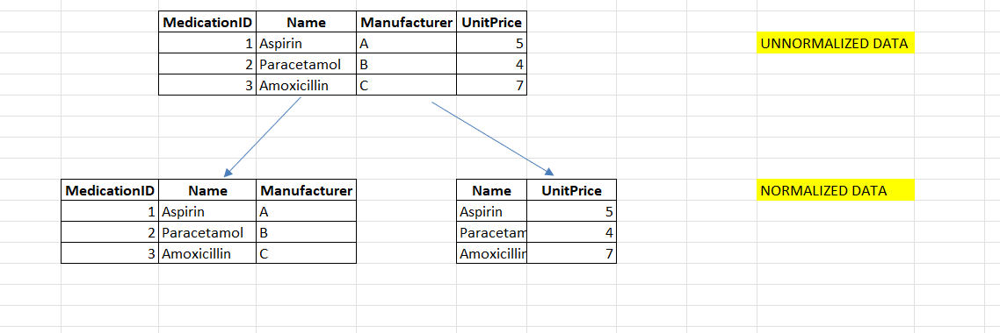 MedicationID Name Manufacturer UnitPrice
1 Aspirin A 5 UNNORMALIZED DATA
2 Paracetamol B 4
3 Amoxicillin C 7
MedicationID Name Manufacturer Name UnitPrice NORMALIZED DATA
1 Aspirin A Aspirin 5
2 Paracetamol B Paracetam 4
3 Amoxicillin C Amoxicillin 7